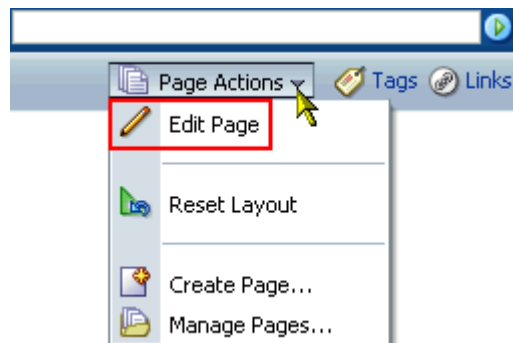 Page Actions Tags Links
Edit Page
Reset Layout
Create Page...
Manage Pages...